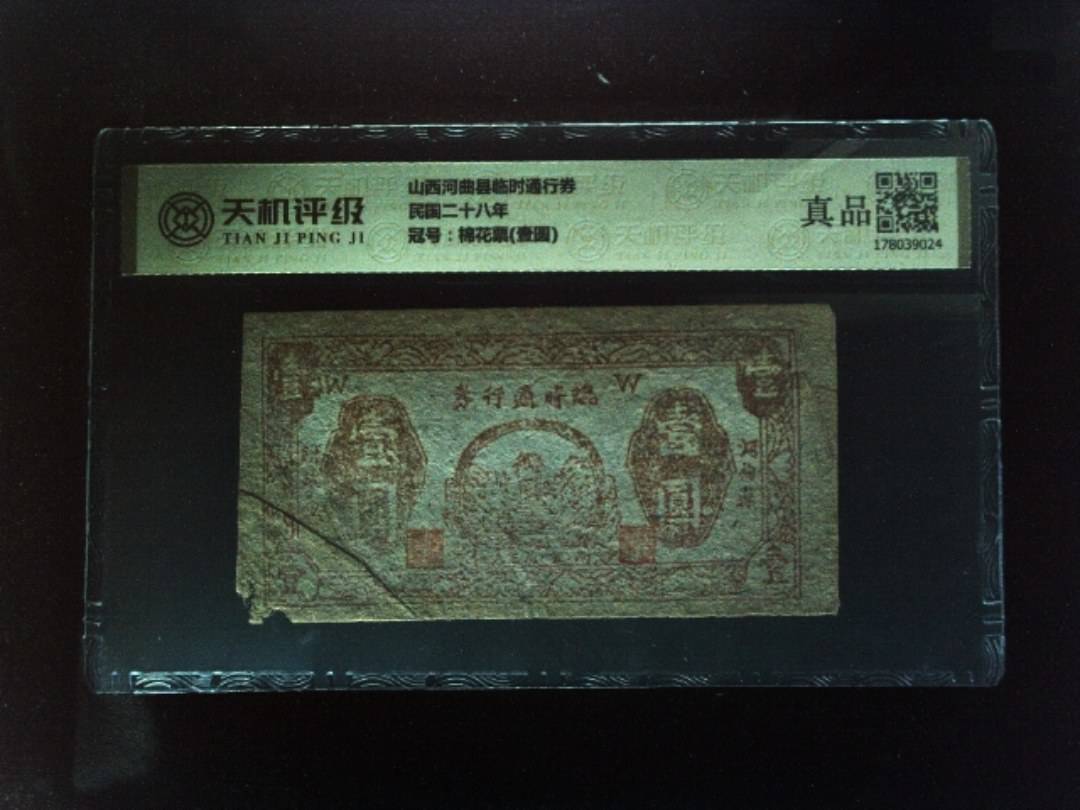 天机评级
TIAN JI PING JI
山西河曲县临时通行券
民国二十八年
冠号：棉花票(壹圆)
真品
178039024
壹
W
券行通時臨
W
壹
壹圓
壹圓
壹